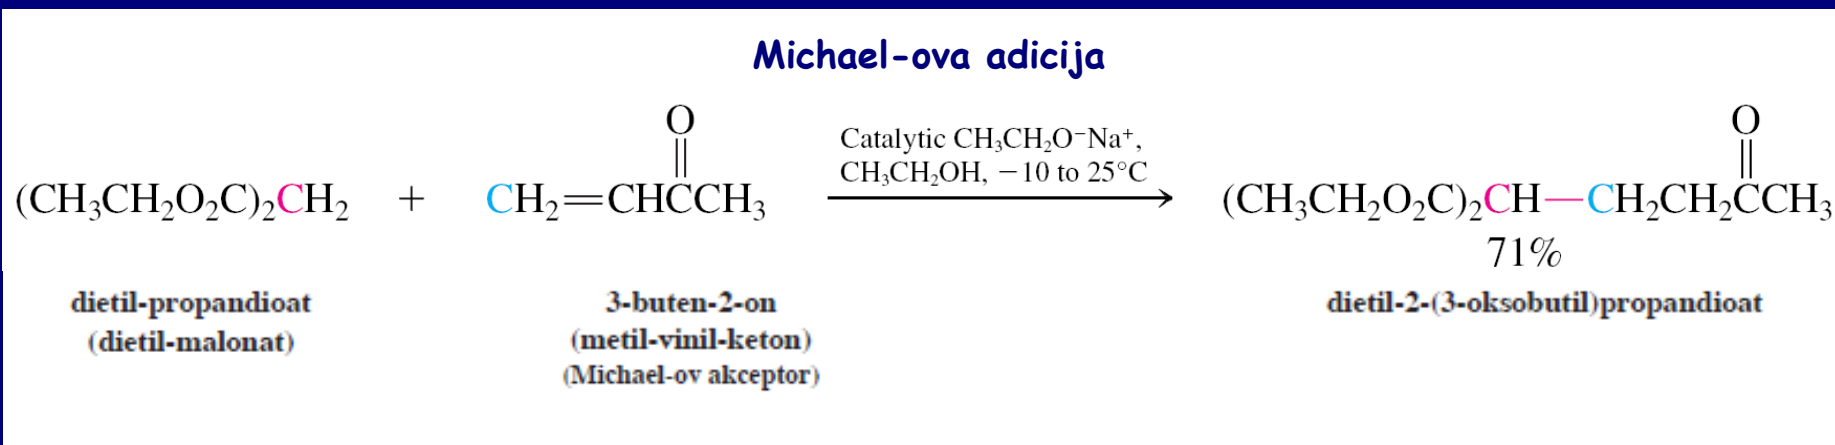 Michael-ova adicija
O
O
Catalytic CH₃CH₂O⁻Na⁺,
CH₃CH₂OH, −10 to 25°C
(CH₃CH₂O₂C)₂CH₂ + CH₂=CHCCH₃ (CH₃CH₂O₂C)₂CH—CH₂CH₂CCH₃
71%
dietil-propandioat 3-buten-2-on dietil-2-(3-oksobutil)propandioat
(dietil-malonat) (metil-vinil-keton)
(Michael-ov akceptor)